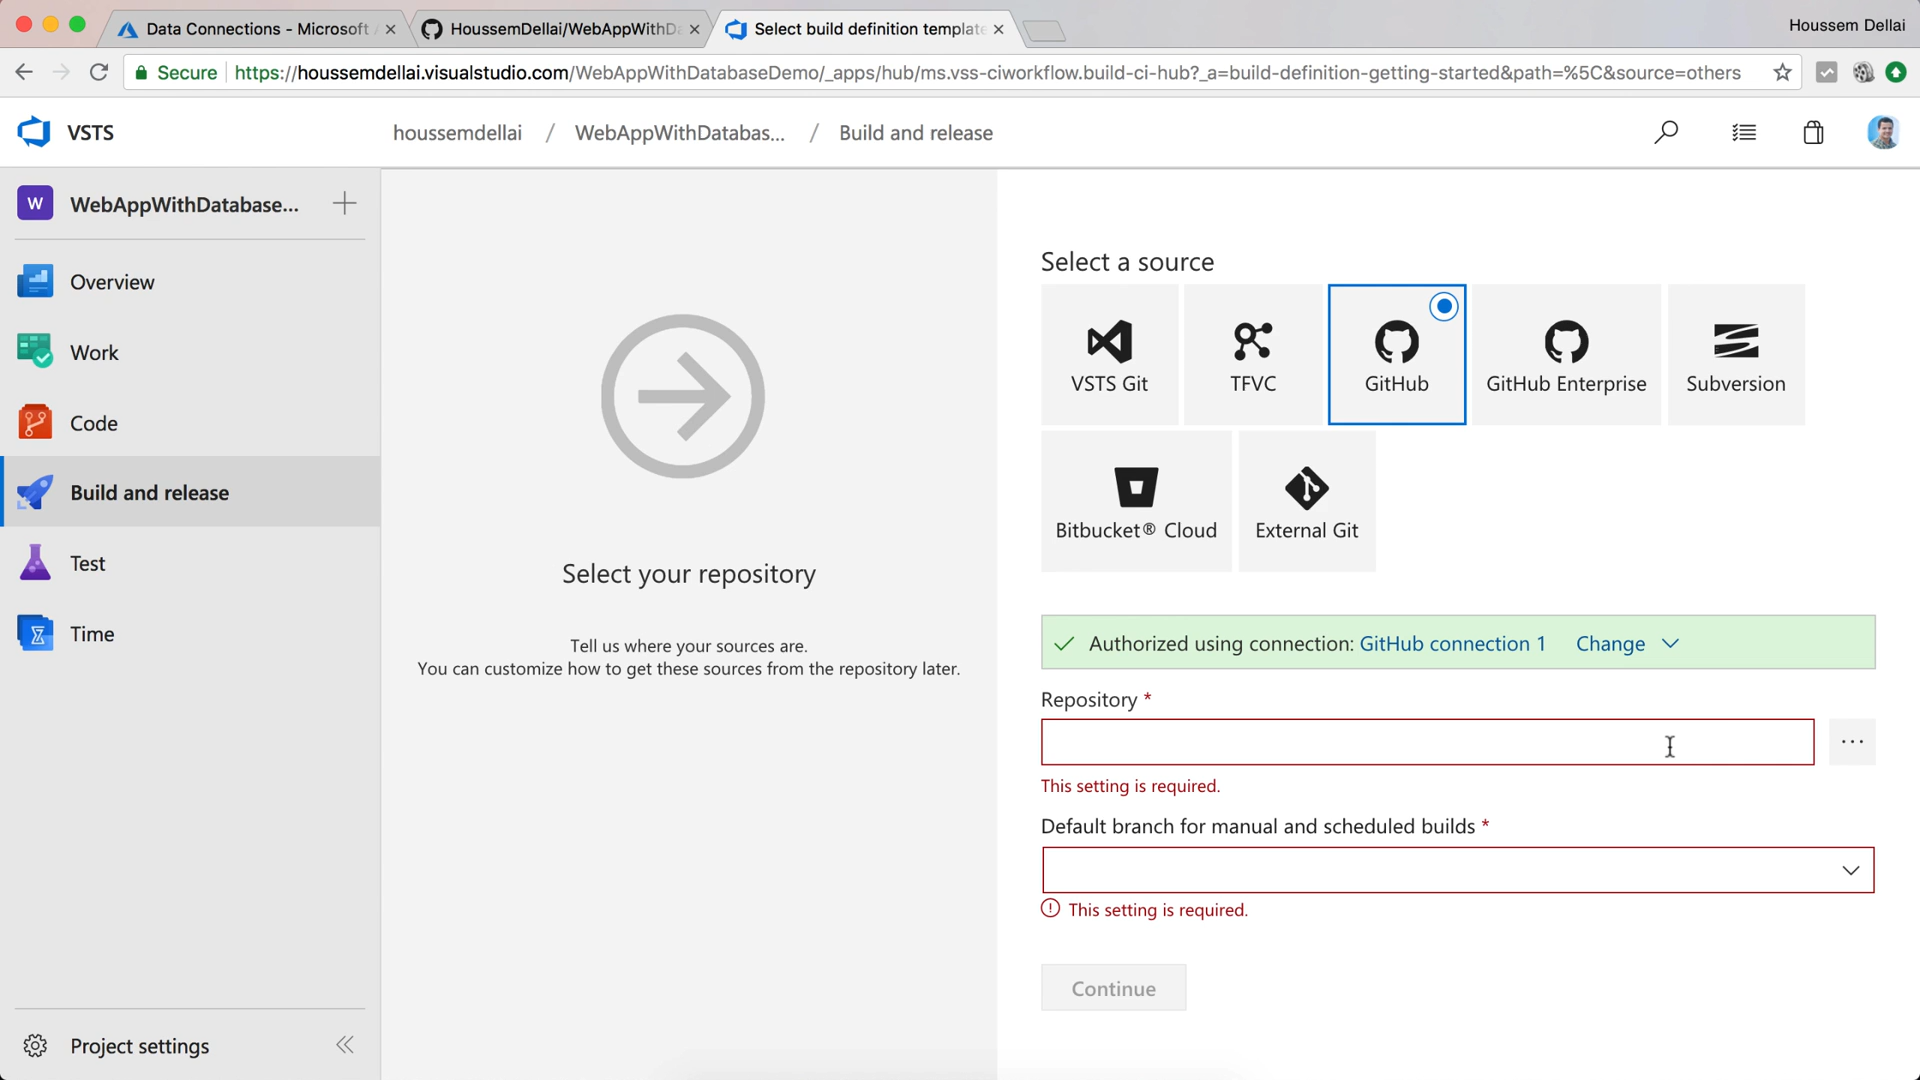 Data Connections - Microsoft
HoussemDellai/WebAppWithDa
Select build definition template
Houssem Dellai
Secure
https://houssemdellai.visualstudio.com/WebAppWithDatabaseDemo/_apps/hub/ms.vss-ciworkflow.build-ci-hub?_a=build-definition-getting-started&path=%5C&source=others
VSTS
houssemdellai / WebAppWithDatabas... / Build and release
W
WebAppWithDatabase...
Overview
Work
Code
Build and release
Test
Time
Project settings
Select your repository
Tell us where your sources are.
You can customize how to get these sources from the repository later.
Select a source
VSTS Git
TFVC
GitHub
GitHub Enterprise
Subversion
Bitbucket® Cloud
External Git
Authorized using connection: GitHub connection 1 Change
Repository *
...
This setting is required.
Default branch for manual and scheduled builds *
This setting is required.
Continue